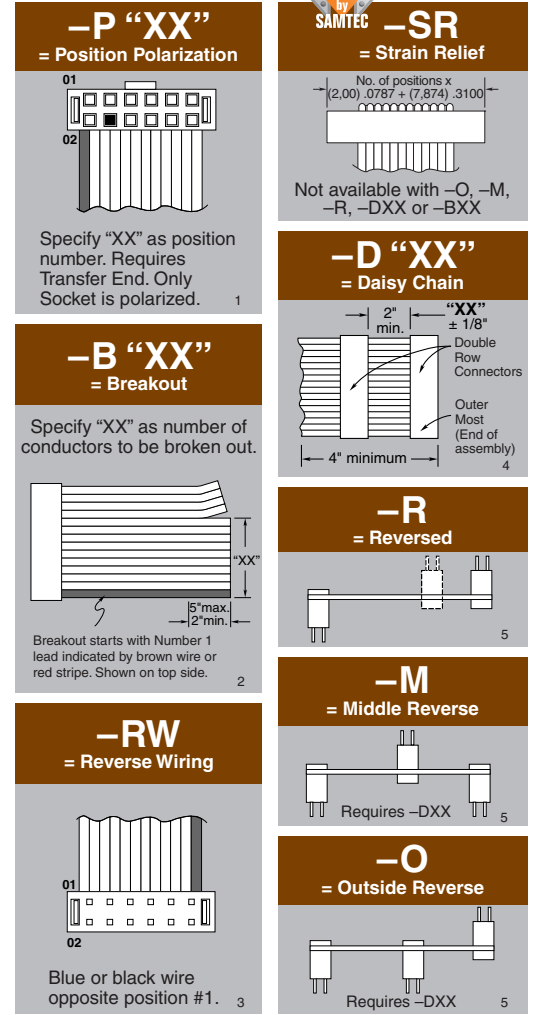 –P “XX”
= Position Polarization
01
02
Specify “XX” as position
number. Requires
Transfer End. Only
Socket is polarized.
1
–B “XX”
= Breakout
Specify “XX” as number of
conductors to be broken out.
“XX”
5"max.
2"min.
Breakout starts with Number 1
lead indicated by brown wire or
red stripe. Shown on top side.
2
–RW
= Reverse Wiring
01
02
Blue or black wire
opposite position #1.
3
by
SAMTEC
–SR
= Strain Relief
No. of positions x
(2,00) .0787 + (7,874) .3100
Not available with –O, –M,
–R, –DXX or –BXX
–D “XX”
= Daisy Chain
2"
min.
“XX”
± 1/8"
Double
Row
Connectors
Outer
Most
(End of
assembly)
4" minimum
4
–R
= Reversed
5
–M
= Middle Reverse
Requires –DXX
5
–O
= Outside Reverse
Requires –DXX
5